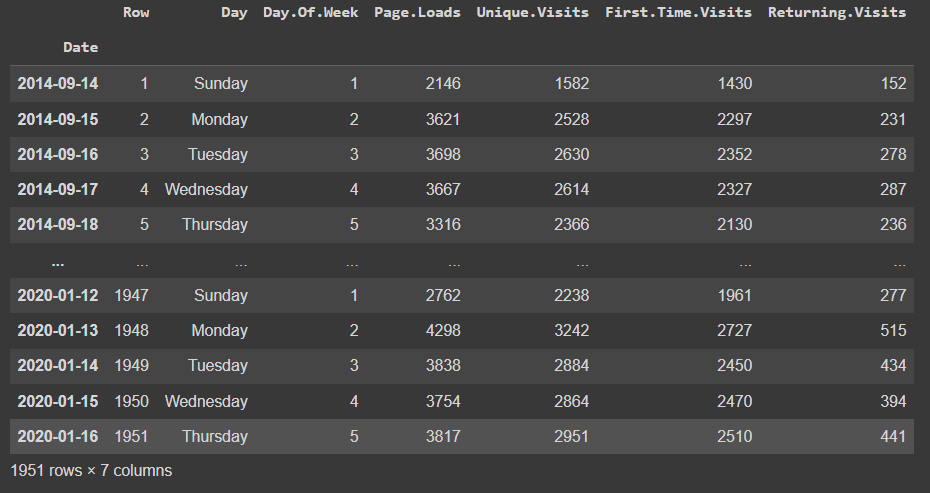 Row Day Day.Of.Week Page.Loads Unique.Visits First.Time.Visits Returning.Visits
Date
2014-09-14 1 Sunday 1 2146 1582 1430 152
2014-09-15 2 Monday 2 3621 2528 2297 231
2014-09-16 3 Tuesday 3 3698 2630 2352 278
2014-09-17 4 Wednesday 4 3667 2614 2327 287
2014-09-18 5 Thursday 5 3316 2366 2130 236
... ... ... ... ... ... ... ...
2020-01-12 1947 Sunday 1 2762 2238 1961 277
2020-01-13 1948 Monday 2 4298 3242 2727 515
2020-01-14 1949 Tuesday 3 3838 2884 2450 434
2020-01-15 1950 Wednesday 4 3754 2864 2470 394
2020-01-16 1951 Thursday 5 3817 2951 2510 441
1951 rows × 7 columns